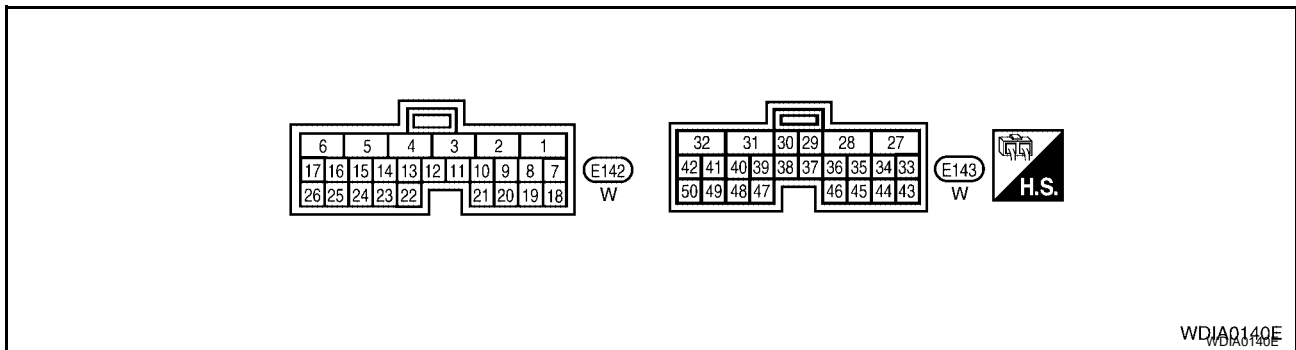 6 5 4 3 2 1
17 16 15 14 13 12 11 10 9 8 7
26 25 24 23 22 21 20 19 18
E142
W
32 31 30 29 28 27
42 41 40 39 38 37 36 35 34 33
50 49 48 47 46 45 44 43
E143
W
H.S.
WDIA0140E
WDIA0140E